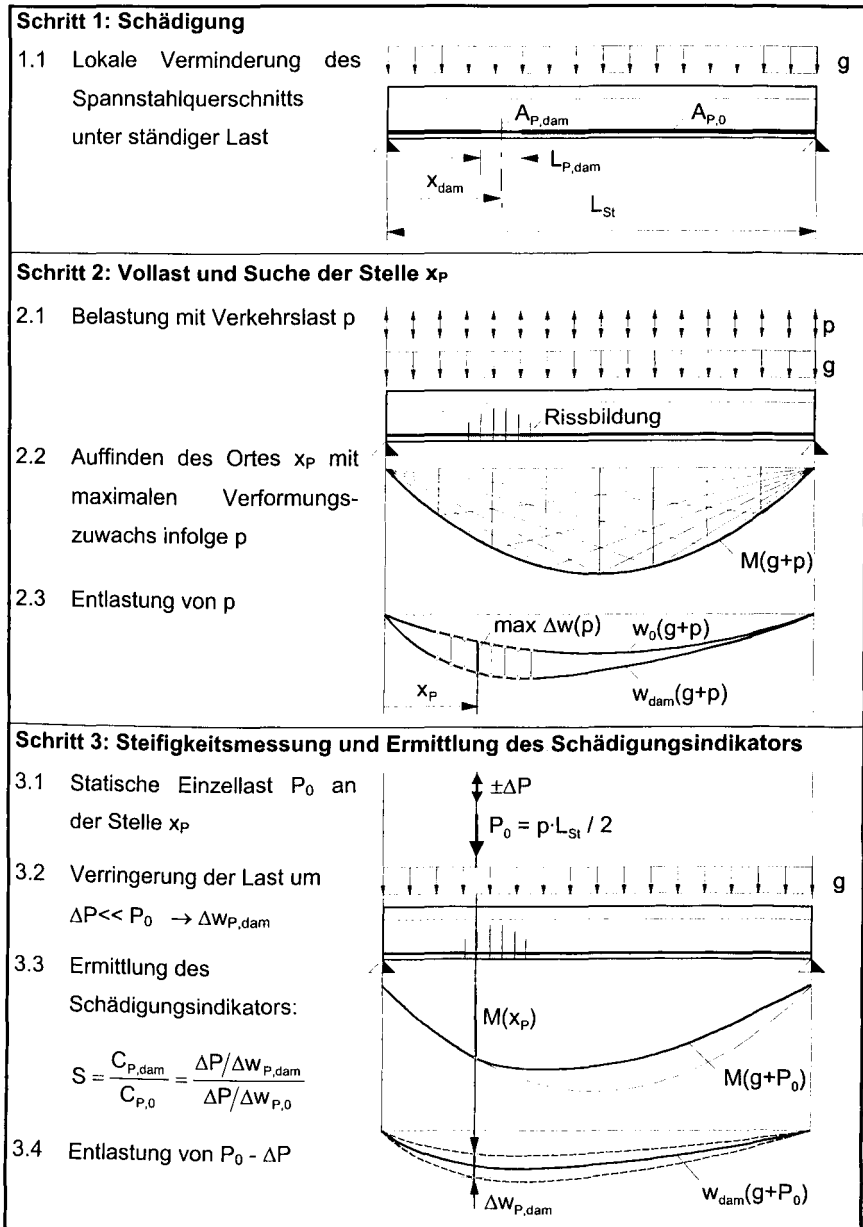 Schritt 1: Schädigung
1.1 Lokale Verminderung des
Spannstahlquerschnitts
unter ständiger Last
g
A_P,dam
A_P,0
L_P,dam
x_dam
L_St
Schritt 2: Vollast und Suche der Stelle x_P
2.1 Belastung mit Verkehrslast p
p
g
Rissbildung
2.2 Auffinden des Ortes x_P mit
maximalen Verformungs-
zuwachs infolge p
M(g+p)
2.3 Entlastung von p
max Δw(p)
w_0(g+p)
x_P
w_dam(g+p)
Schritt 3: Steifigkeitsmessung und Ermittlung des Schädigungsindikators
3.1 Statische Einzellast P_0 an
der Stelle x_P
±ΔP
P_0 = p·L_St / 2
3.2 Verringerung der Last um
ΔP<< P_0 → Δw_P,dam
g
3.3 Ermittlung des
Schädigungsindikators:
M(x_P)
M(g+P_0)
S = C_P,dam / C_P,0 = ΔP/Δw_P,dam / ΔP/Δw_P,0
3.4 Entlastung von P_0 - ΔP
w_dam(g+P_0)
Δw_P,dam